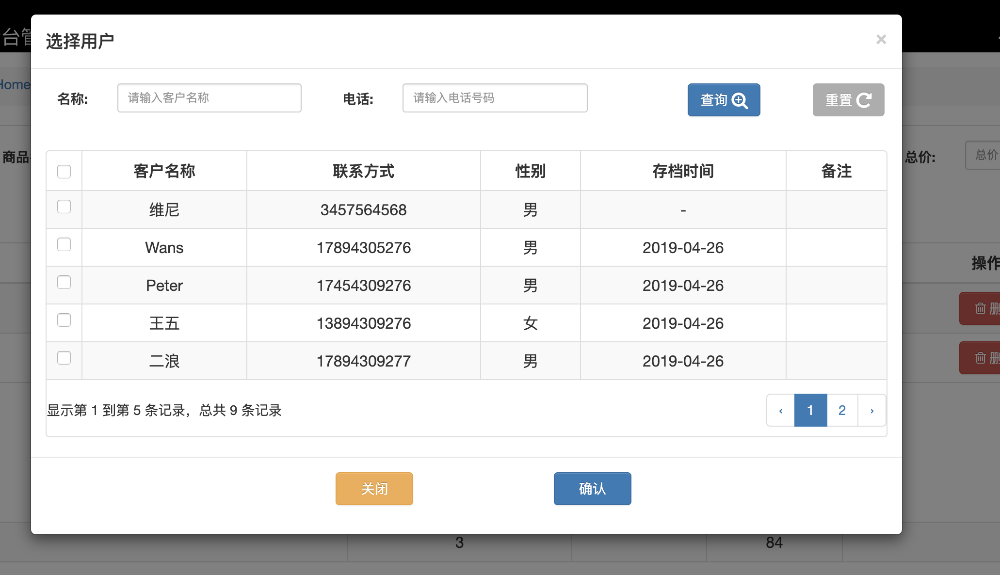 台管
选择用户
×
Home
名称:
请输入客户名称
电话:
请输入电话号码
查询
重置
商品
总价:
总价
客户名称 联系方式 性别 存档时间 备注
维尼 3457564568 男 -
Wans 17894305276 男 2019-04-26
Peter 17454309276 男 2019-04-26
王五 13894309276 女 2019-04-26
二浪 17894309277 男 2019-04-26
操作
删
删
显示第 1 到第 5 条记录，总共 9 条记录
‹ 1 2 ›
关闭
确认
3 84